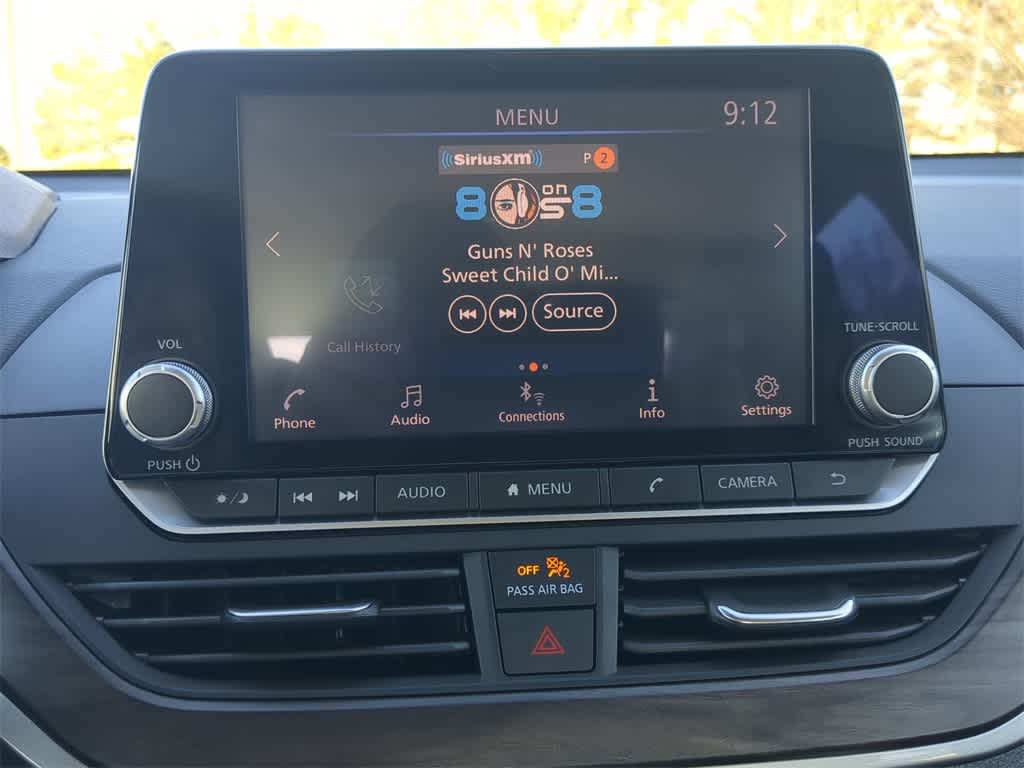 MENU
9:12
SiriusXM P 2
80s on 8
Guns N' Roses
Sweet Child O' Mi...
Source
Call History
Phone
Audio
Connections
Info
Settings
VOL
PUSH
TUNE·SCROLL
PUSH SOUND
AUDIO
MENU
CAMERA
OFF 2
PASS AIR BAG